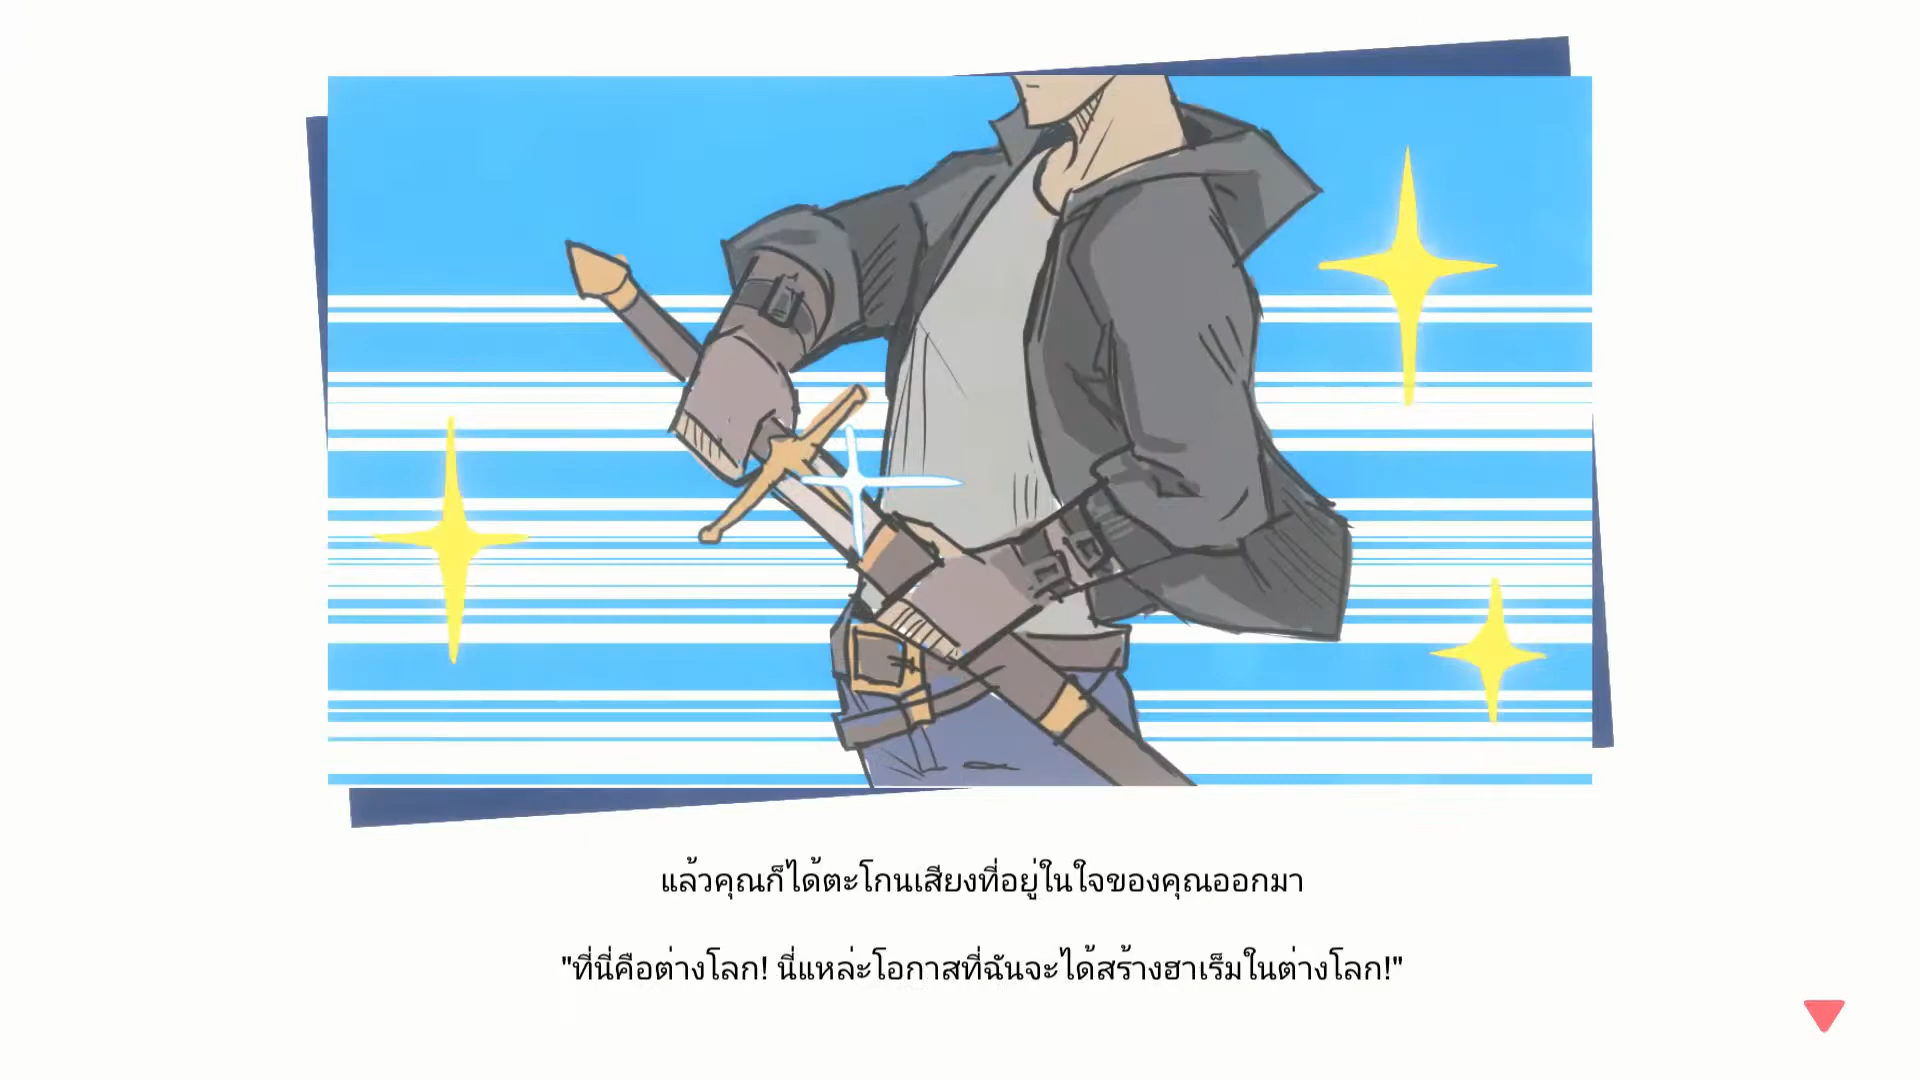 แล้วคุณก็ได้ตะโกนเสียงที่อยู่ในใจของคุณออกมา
"ที่นี่คือต่างโลก! นี่แหล่ะโอกาสที่ฉันจะได้สร้างฮาเร็มในต่างโลก!"